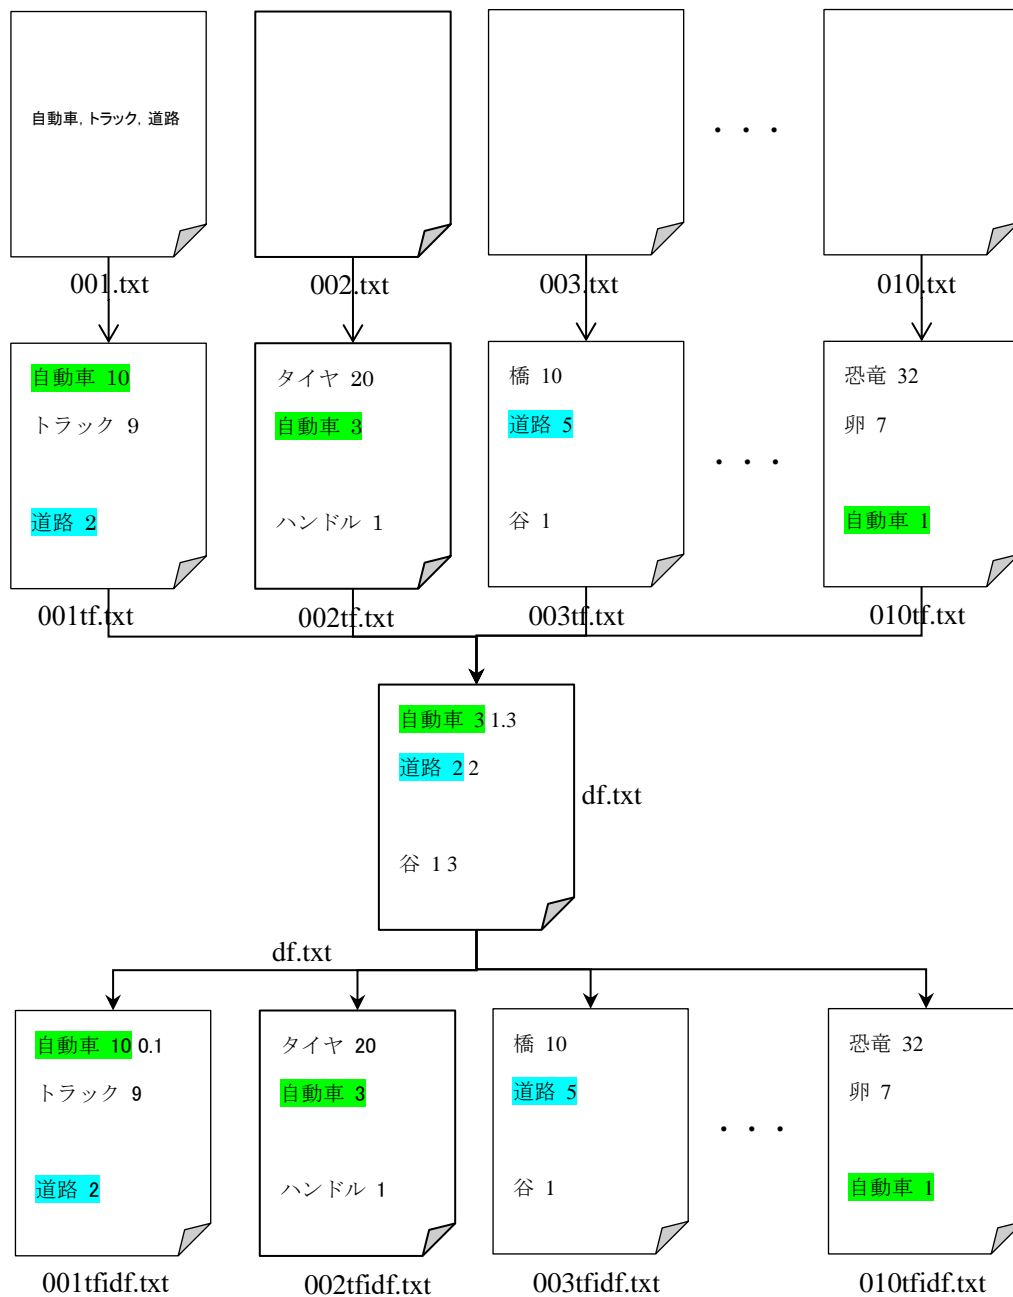 自動車, トラック, 道路
・・・
001.txt
002.txt
003.txt
010.txt
自動車 10
トラック 9
道路 2
タイヤ 20
自動車 3
ハンドル 1
橋 10
道路 5
谷 1
・・・
恐竜 32
卵 7
自動車 1
001tf.txt
002tf.txt
003tf.txt
010tf.txt
自動車 3 1.3
道路 2 2
谷 1 3
df.txt
df.txt
自動車 10 0.1
トラック 9
道路 2
タイヤ 20
自動車 3
ハンドル 1
橋 10
道路 5
谷 1
・・・
恐竜 32
卵 7
自動車 1
001tfidf.txt
002tfidf.txt
003tfidf.txt
010tfidf.txt